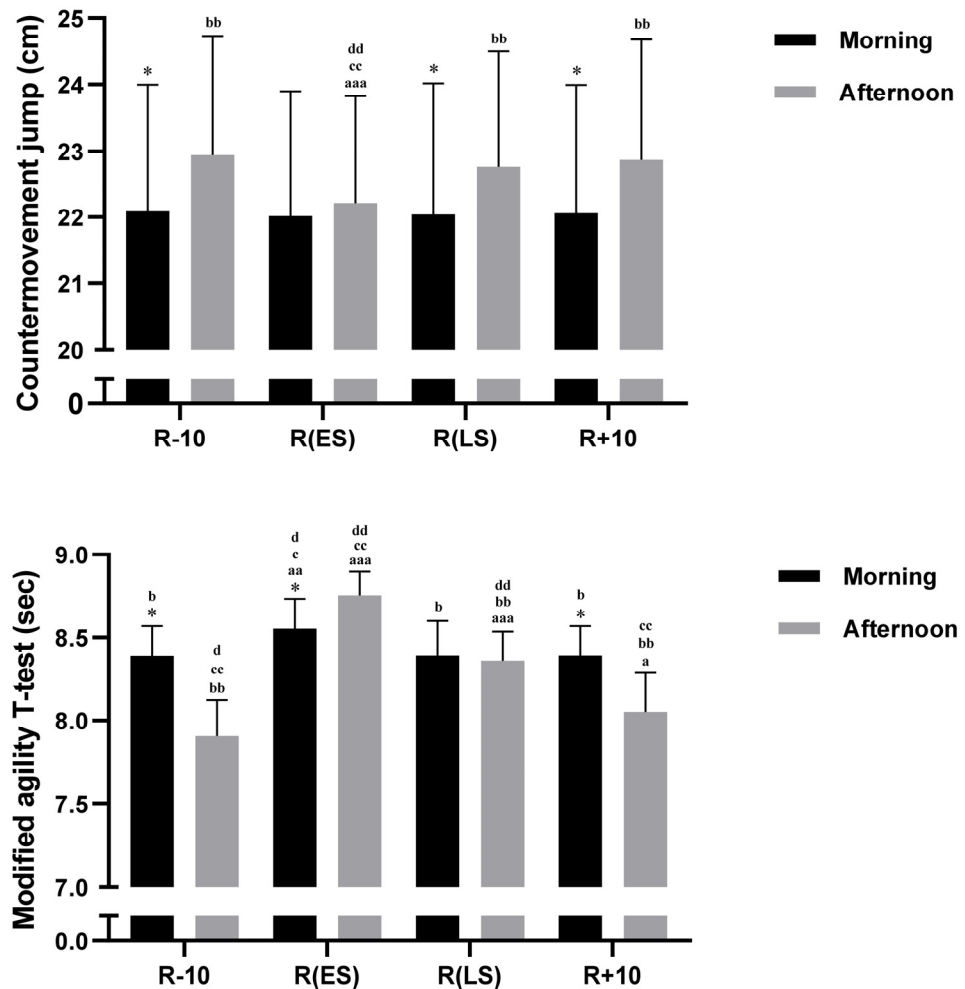 Countermovement jump (cm)
25
24
23
22
21
20
0
*
bb
dd
cc
aaa
*
bb
*
bb
R-10
R(ES)
R(LS)
R+10
Morning
Afternoon
Modified agility T-test (sec)
9.0
8.5
8.0
7.5
7.0
0.0
b
*
d
cc
bb
d
c
aa
*
dd
cc
aaa
b
dd
bb
aaa
b
*
cc
bb
a
R-10
R(ES)
R(LS)
R+10
Morning
Afternoon